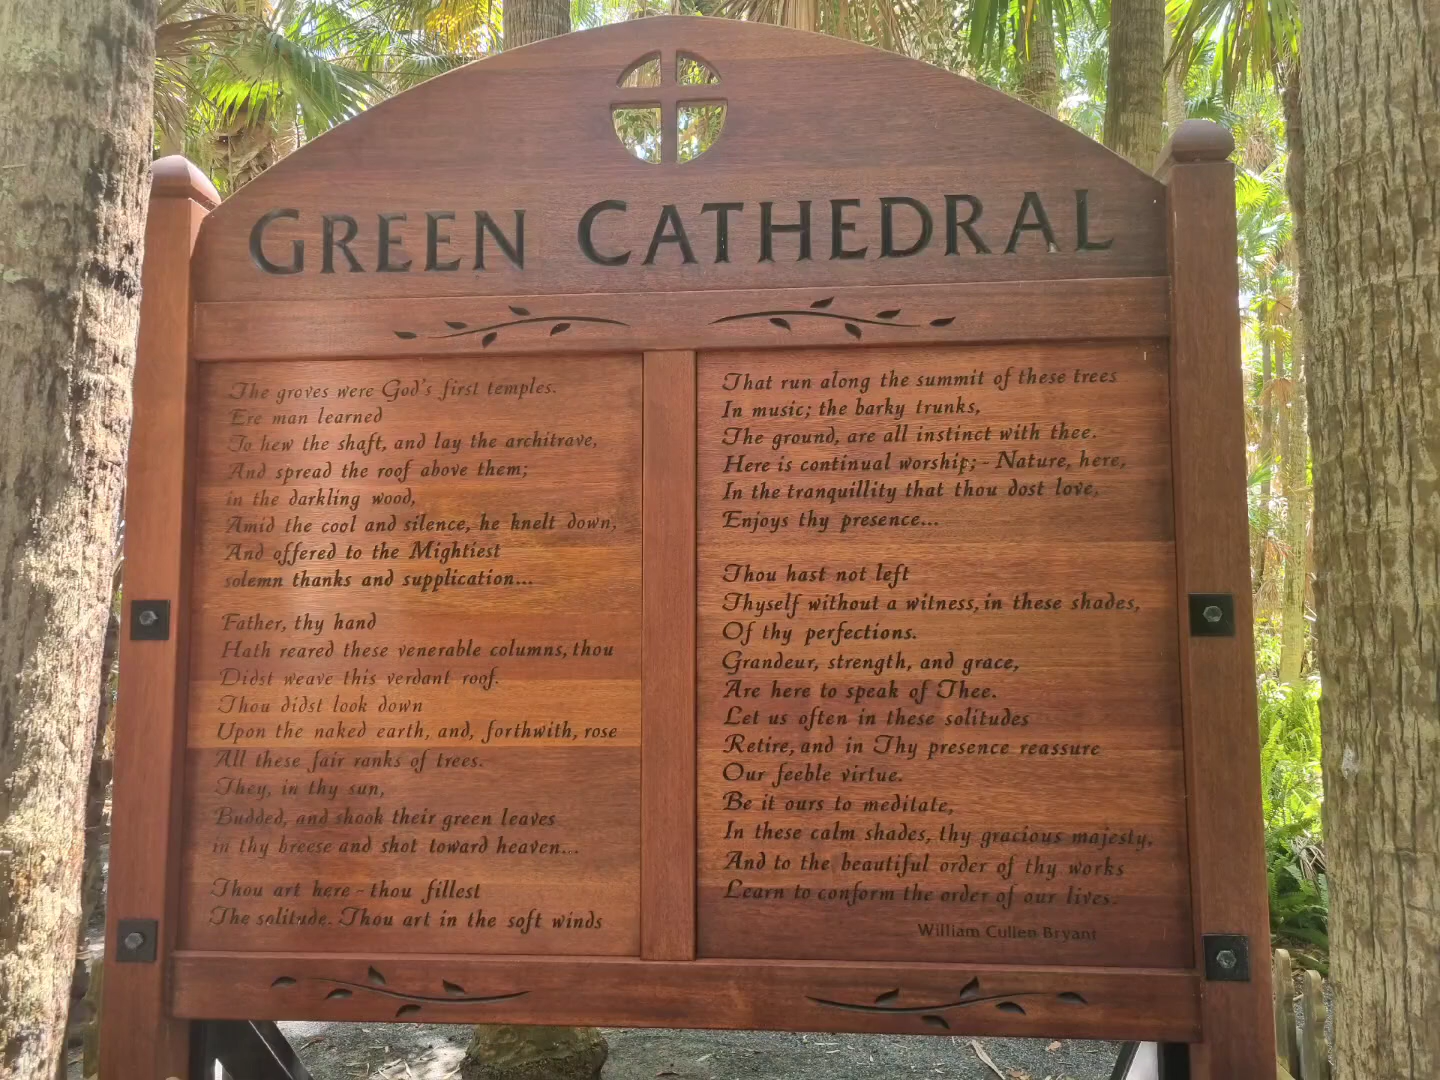 GREEN CATHEDRAL
The groves were God's first temples.
Ere man learned
To hew the shaft, and lay the architrave,
And spread the roof above them;
in the darkling wood,
Amid the cool and silence, he knelt down,
And offered to the Mightiest
solemn thanks and supplication...
Father, thy hand
Hath reared these venerable columns, thou
Didst weave this verdant roof.
Thou didst look down
Upon the naked earth, and, forthwith, rose
All these fair ranks of trees.
They, in thy sun,
Budded, and shook their green leaves
in thy breese and shot toward heaven...
Thou art here - thou fillest
The solitude. Thou art in the soft winds
That run along the summit of these trees
In music; the barky trunks,
The ground, are all instinct with thee.
Here is continual worship; - Nature, here,
In the tranquillity that thou dost love,
Enjoys thy presence...
Thou hast not left
Thyself without a witness, in these shades,
Of thy perfections.
Grandeur, strength, and grace,
Are here to speak of Thee.
Let us often in these solitudes
Retire, and in Thy presence reassure
Our feeble virtue.
Be it ours to meditate,
In these calm shades, thy gracious majesty,
And to the beautiful order of thy works
Learn to conform the order of our lives.
William Cullen Bryant